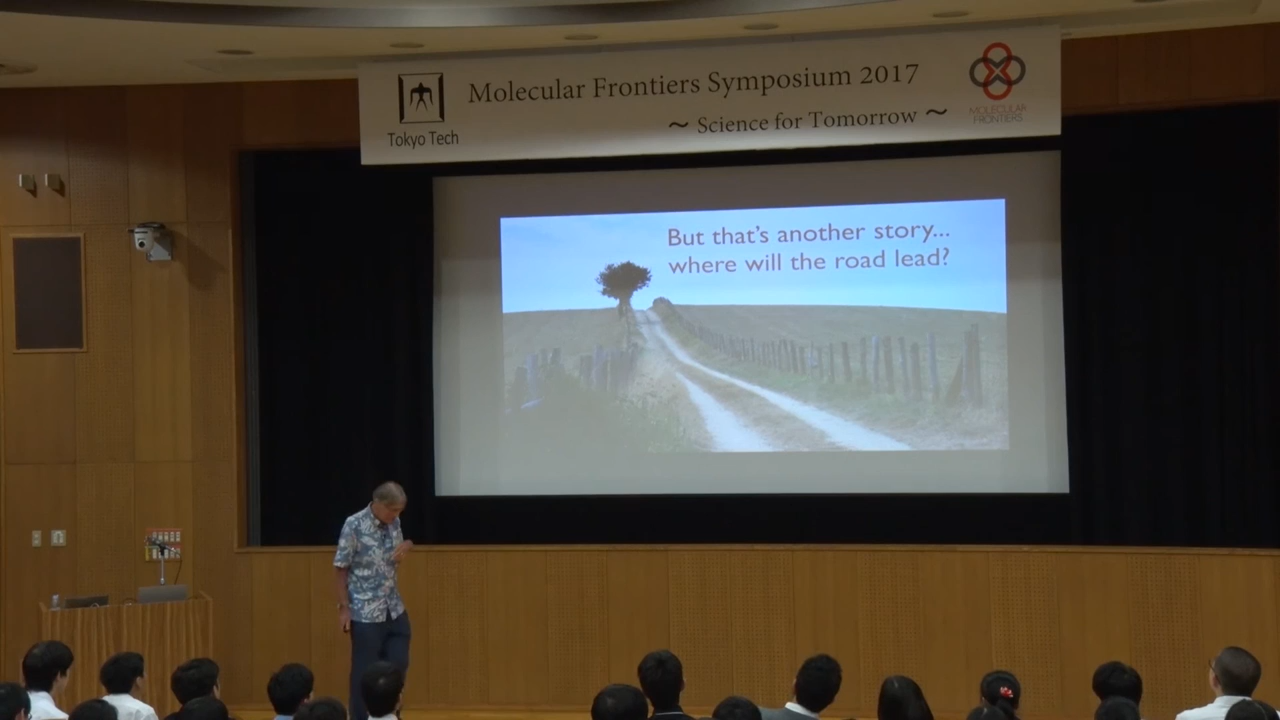 Molecular Frontiers Symposium 2017
～ Science for Tomorrow ～
Tokyo Tech
MOLECULAR
FRONTIERS
But that's another story...
where will the road lead?